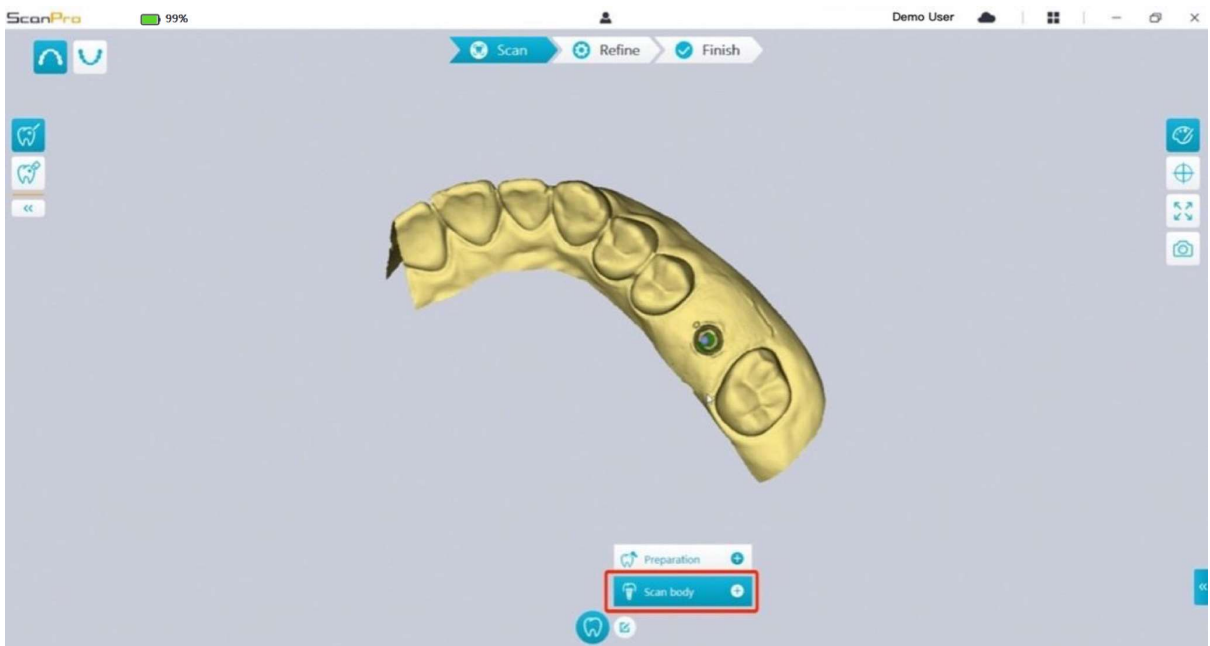 ScanPro 99% Demo User
Scan Refine Finish
Preparation
Scan body